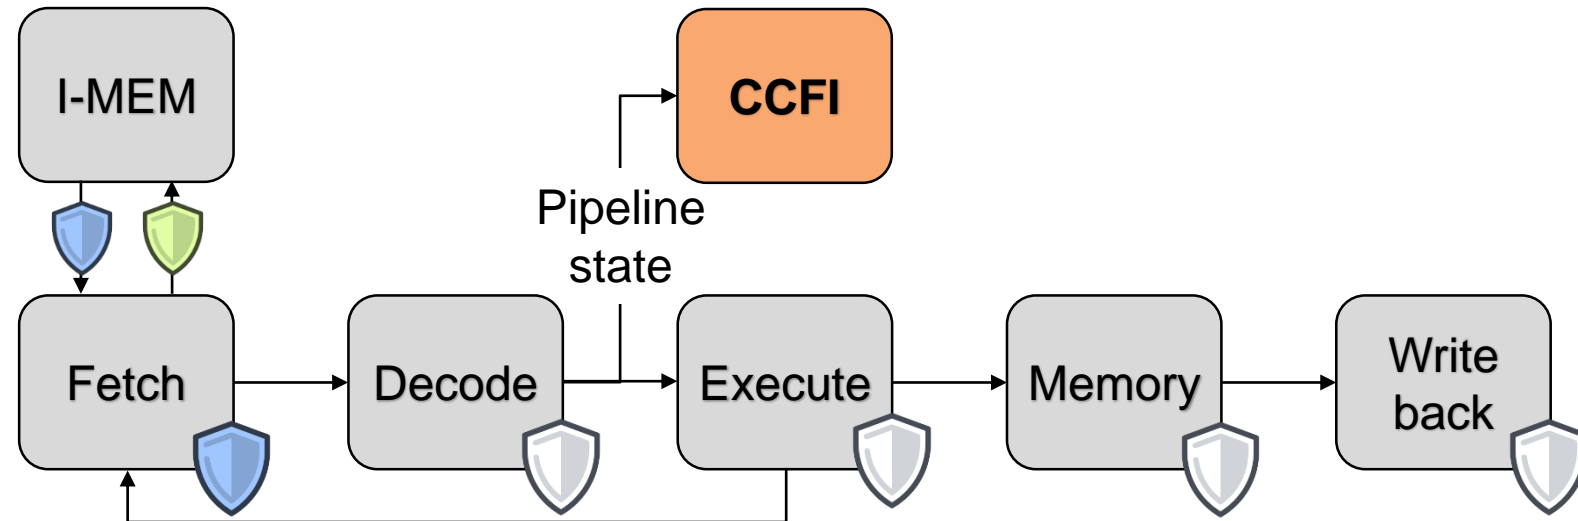 I-MEM
CCFI
Pipeline
state
Fetch
Decode
Execute
Memory
Write
back